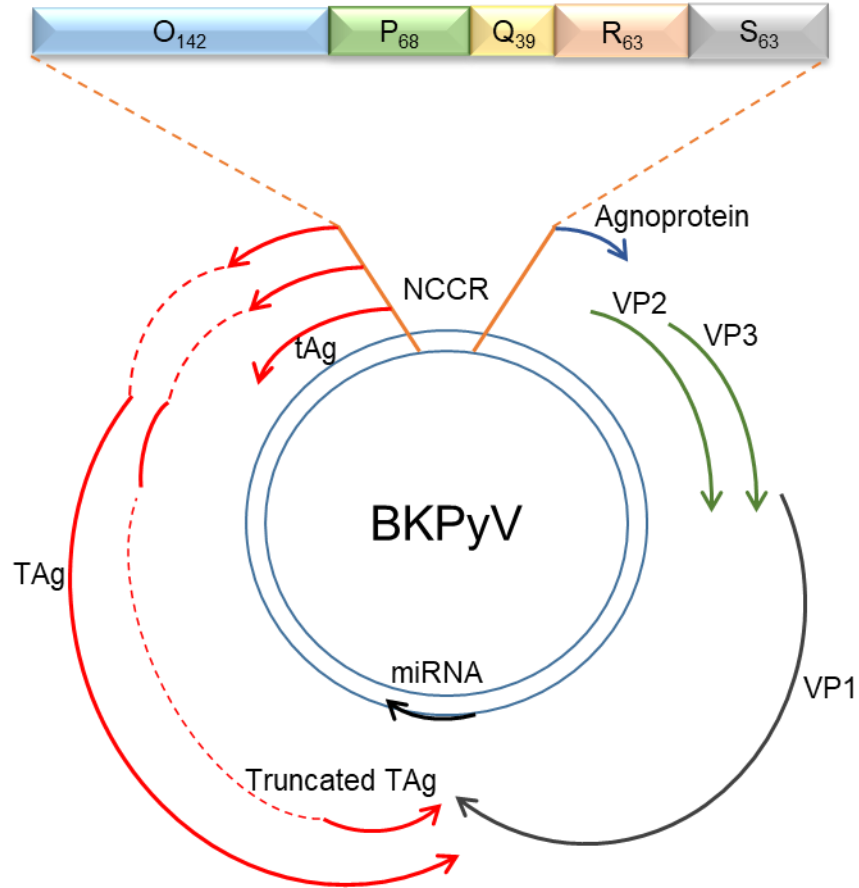 O142 P68 Q39 R63 S63
Agnoprotein
NCCR
VP2
VP3
tAg
BKPyV
TAg
miRNA
VP1
Truncated TAg